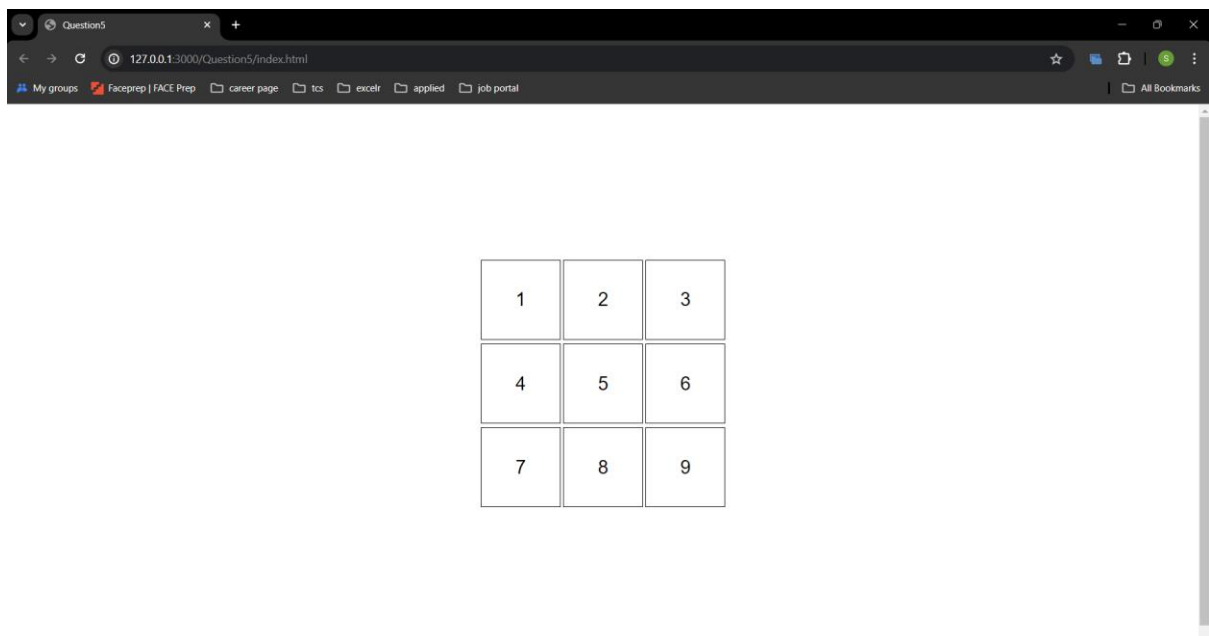 Question5
127.0.0.1:3000/Question5/index.html
S
My groups Faceprep | FACE Prep career page tcs excelr applied job portal All Bookmarks
1 2 3
4 5 6
7 8 9